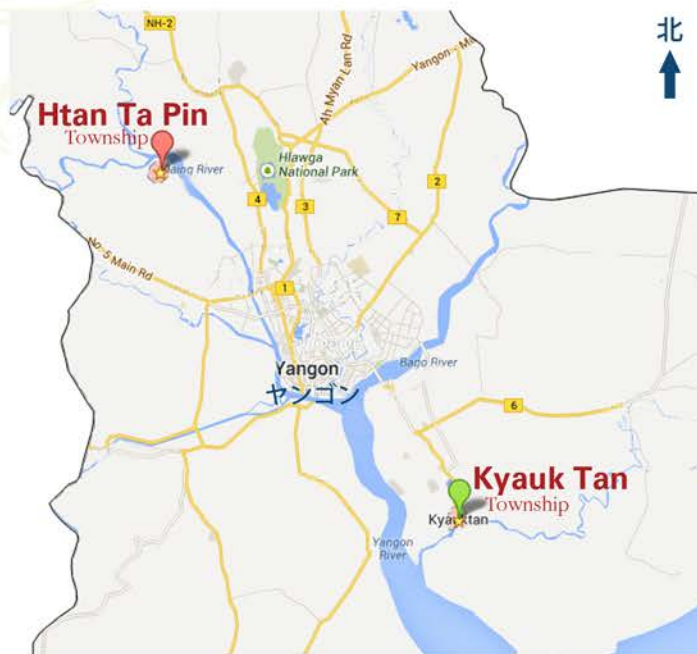 北
NH-2
Ah Myan Lan Rd
Htan Ta Pin
Township
Hlawga
National Park
2
4
3
7
No. 5 Main Rd
1
Bago River
Yangon
ヤンゴン
6
Kyauk Tan
Township
Kyauktan
Yangon
River